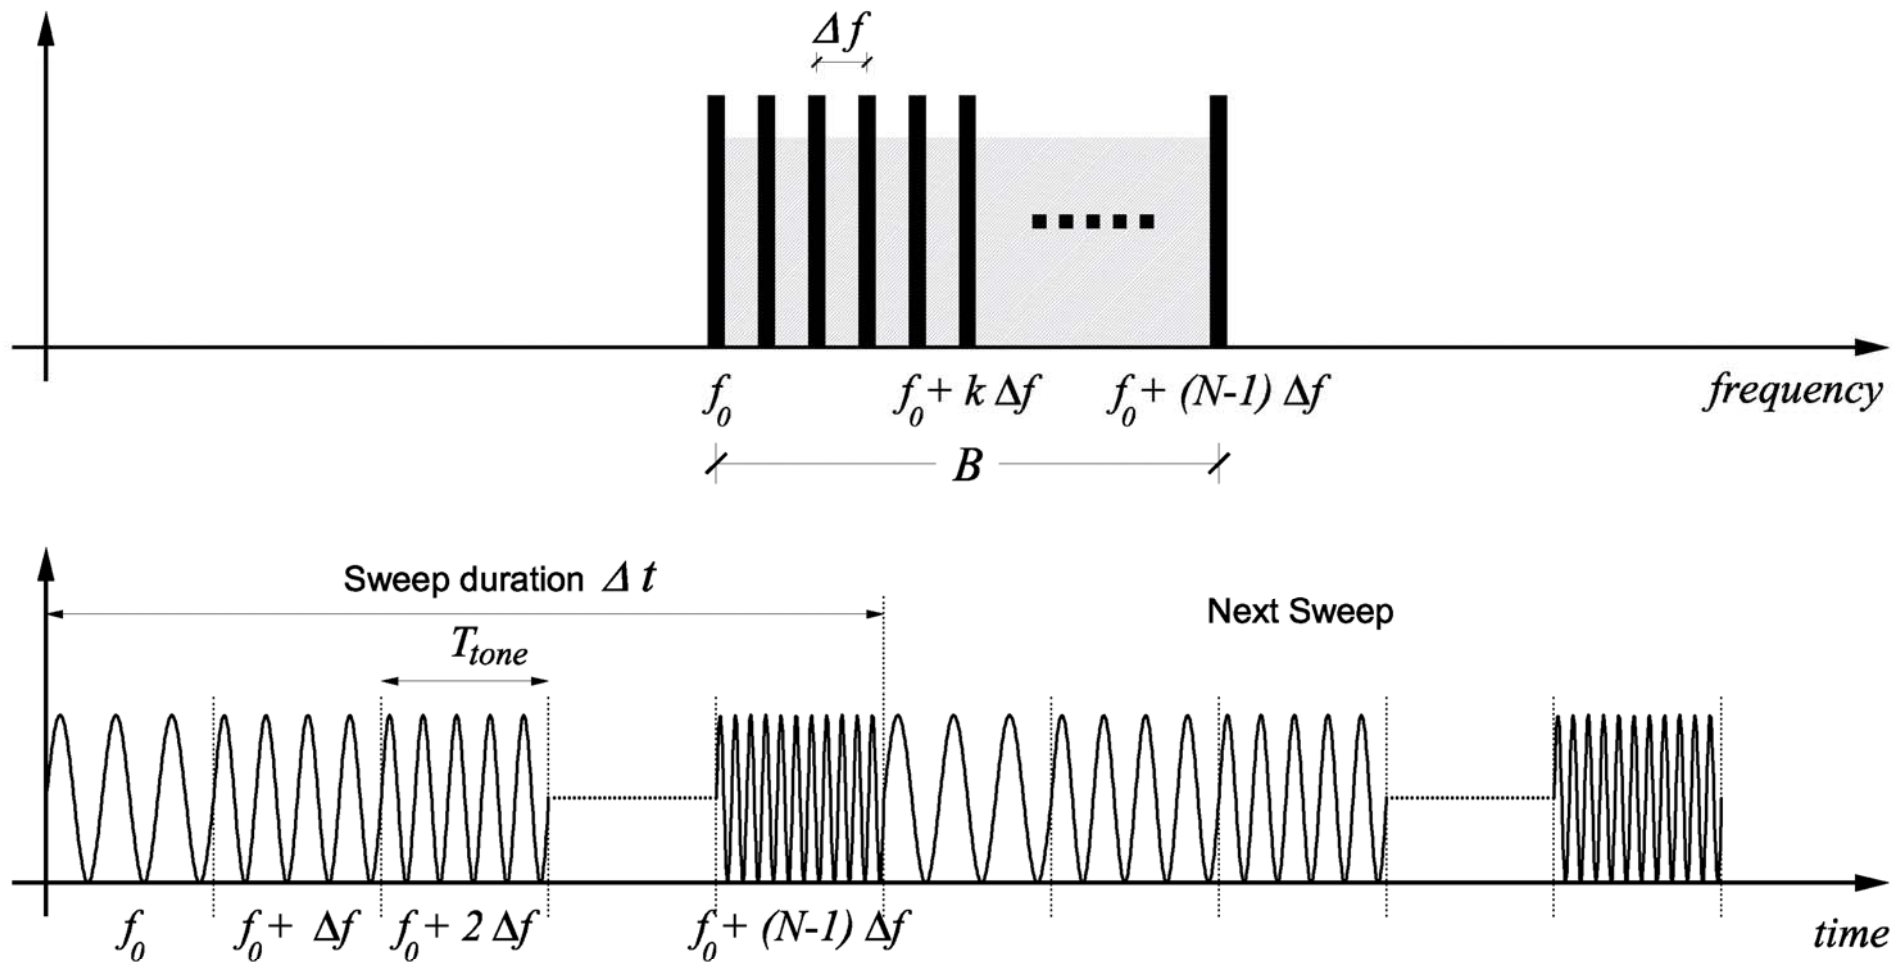 Δf
f₀
f₀ + k Δf
f₀ + (N-1) Δf
frequency
B
Sweep duration Δ t
Next Sweep
T_tone
f₀
f₀ + Δf
f₀ + 2 Δf
f₀ + (N-1) Δf
time